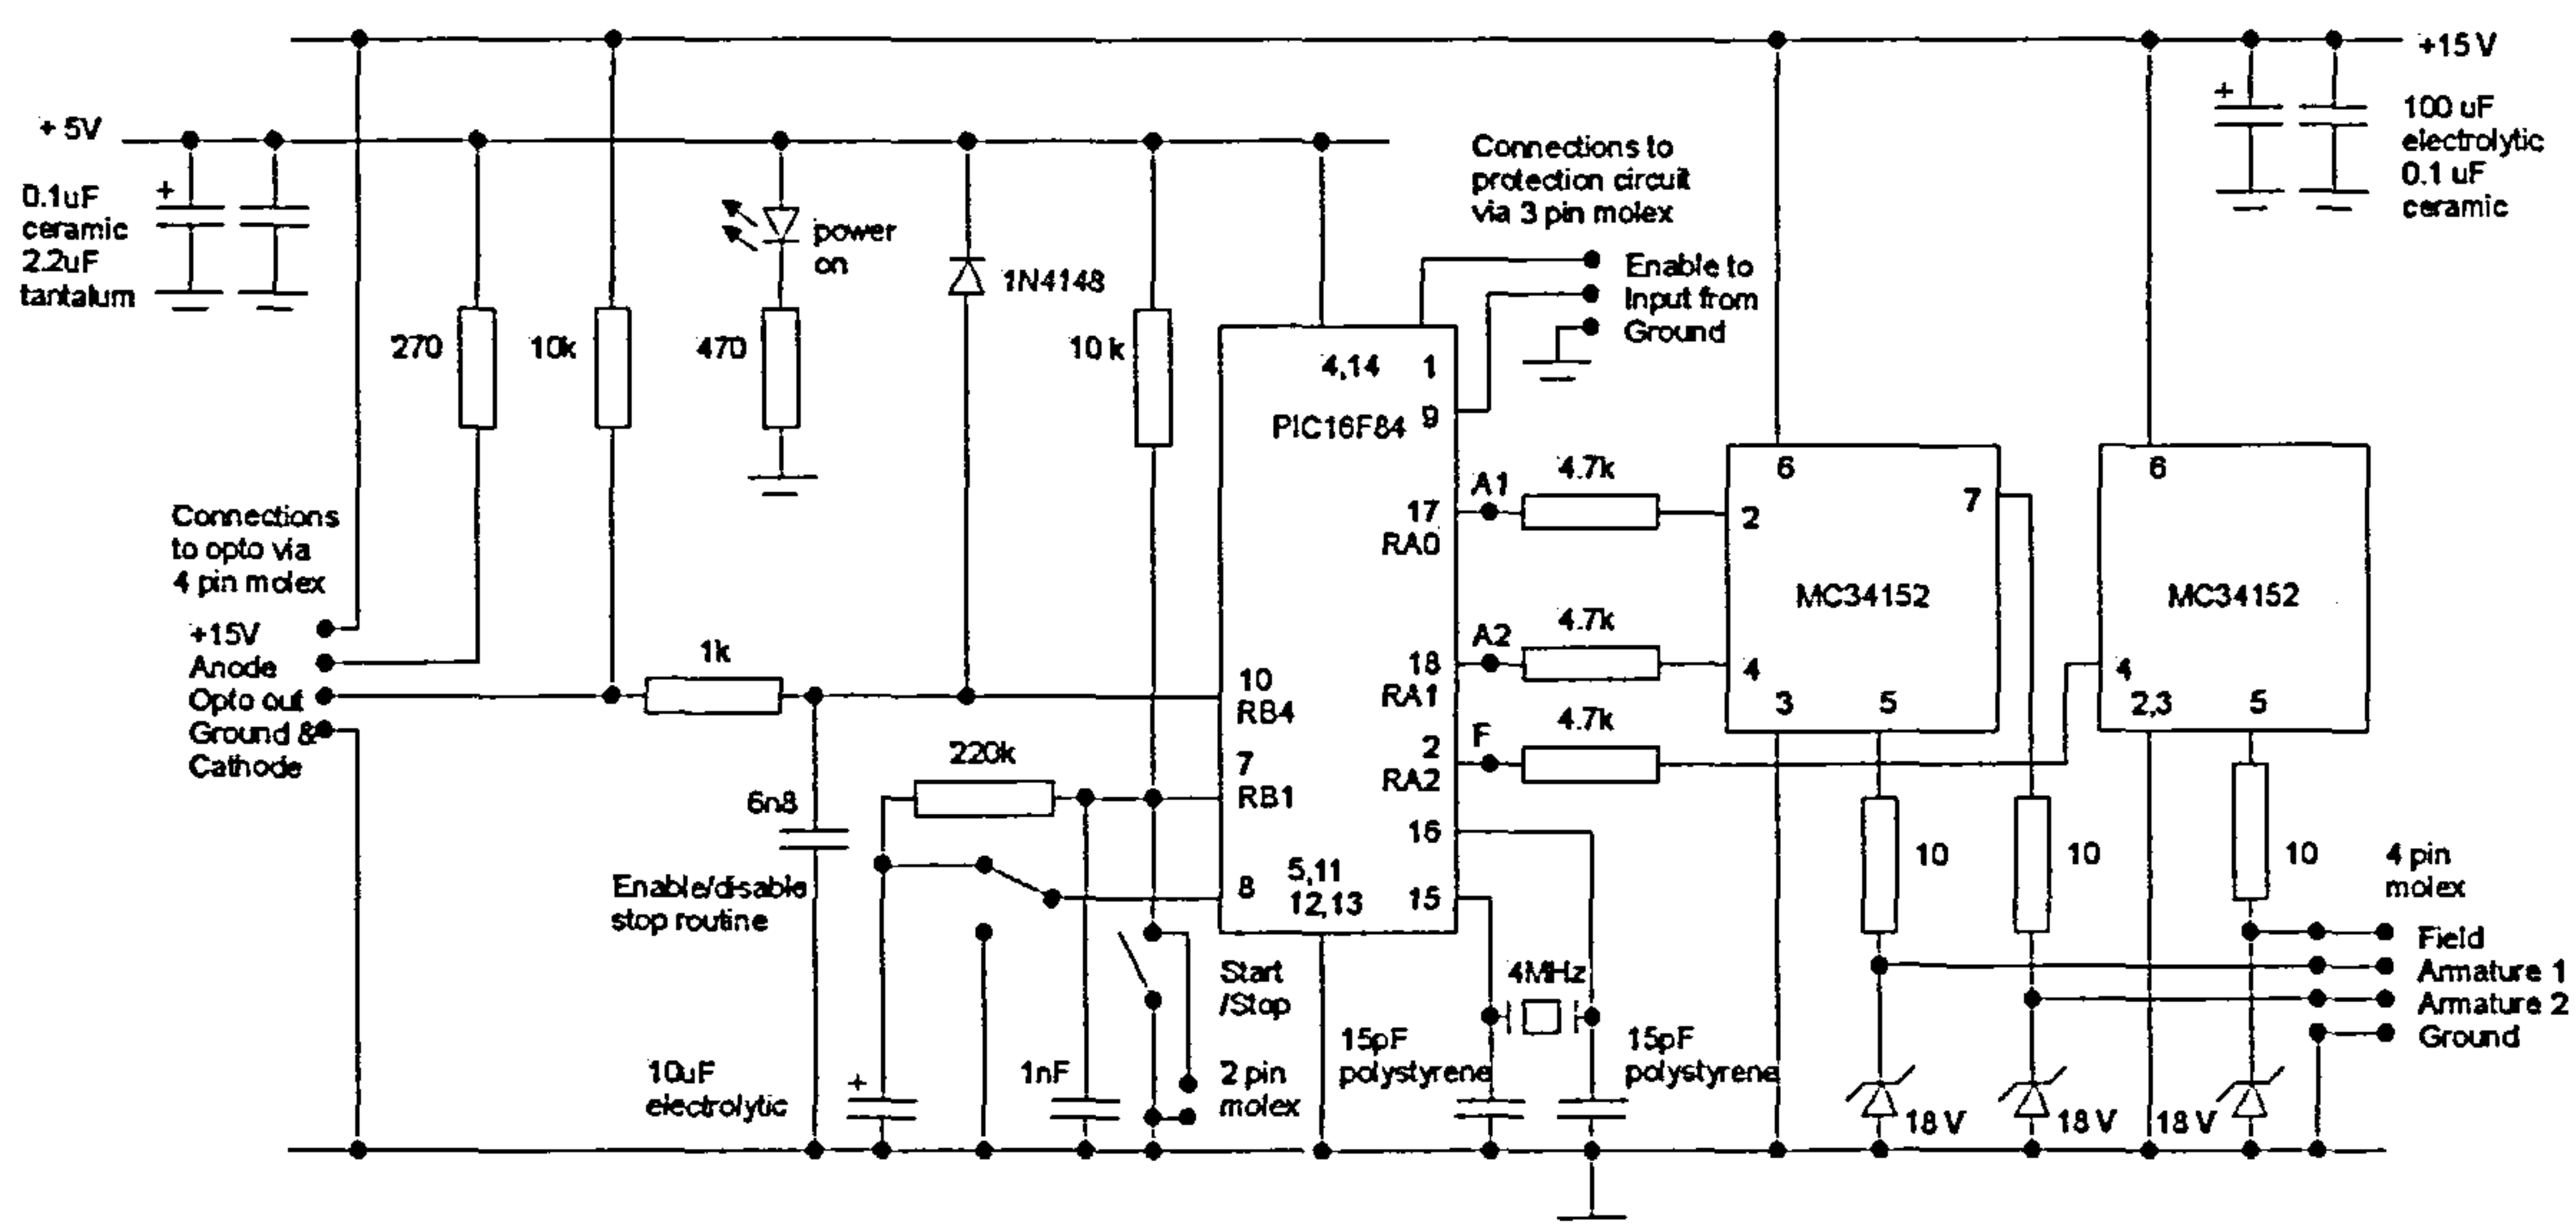 +15 V
+ 5V
0.1uF
ceramic
2.2uF
tantalum
+
270
10k
470
power
on
1N4148
10 k
Connections to
protection circuit
via 3 pin molex
Enable to
Input from
Ground
+
100 uF
electrolytic
0.1 uF
ceramic
4,14
1
PIC16F84
9
17
RA0
18
RA1
2
RA2
16
15
10
RB4
7
RB1
8
5,11
12,13
A1
4.7k
A2
4.7k
F
4.7k
6
2
7
MC34152
4
3
5
6
MC34152
4
2,3
5
Connections
to opto via
4 pin molex
+15V
Anode
Opto out
Ground &
Cathode
1k
220k
6n8
Enable/disable
stop routine
10uF
electrolytic
+
1nF
Start
/Stop
2 pin
molex
4MHz
15pF
polystyrene
15pF
polystyrene
10
10
10
4 pin
molex
Field
Armature 1
Armature 2
Ground
18 V
18 V
18 V